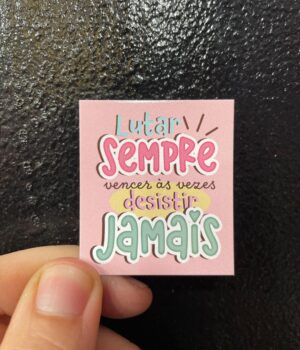 Lutar
SEMPRE
vencer às vezes
desistir
JAMAIS